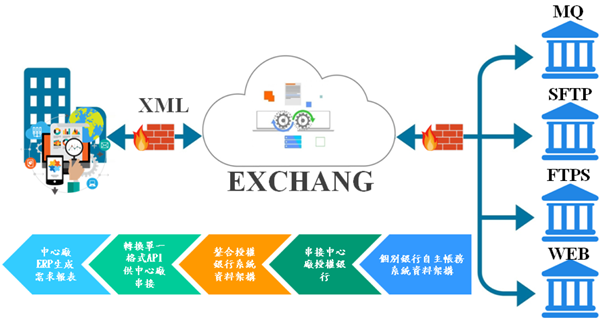 MQ
XML
SFTP
EXCHANG
FTPS
WEB
中心廠
ERP生成
需求報表
轉換單一
格式API
供中心廠
串接
整合授權
銀行系統
資料架構
串接中心
廠授權銀
行
個別銀行自主帳務
系統資料架構